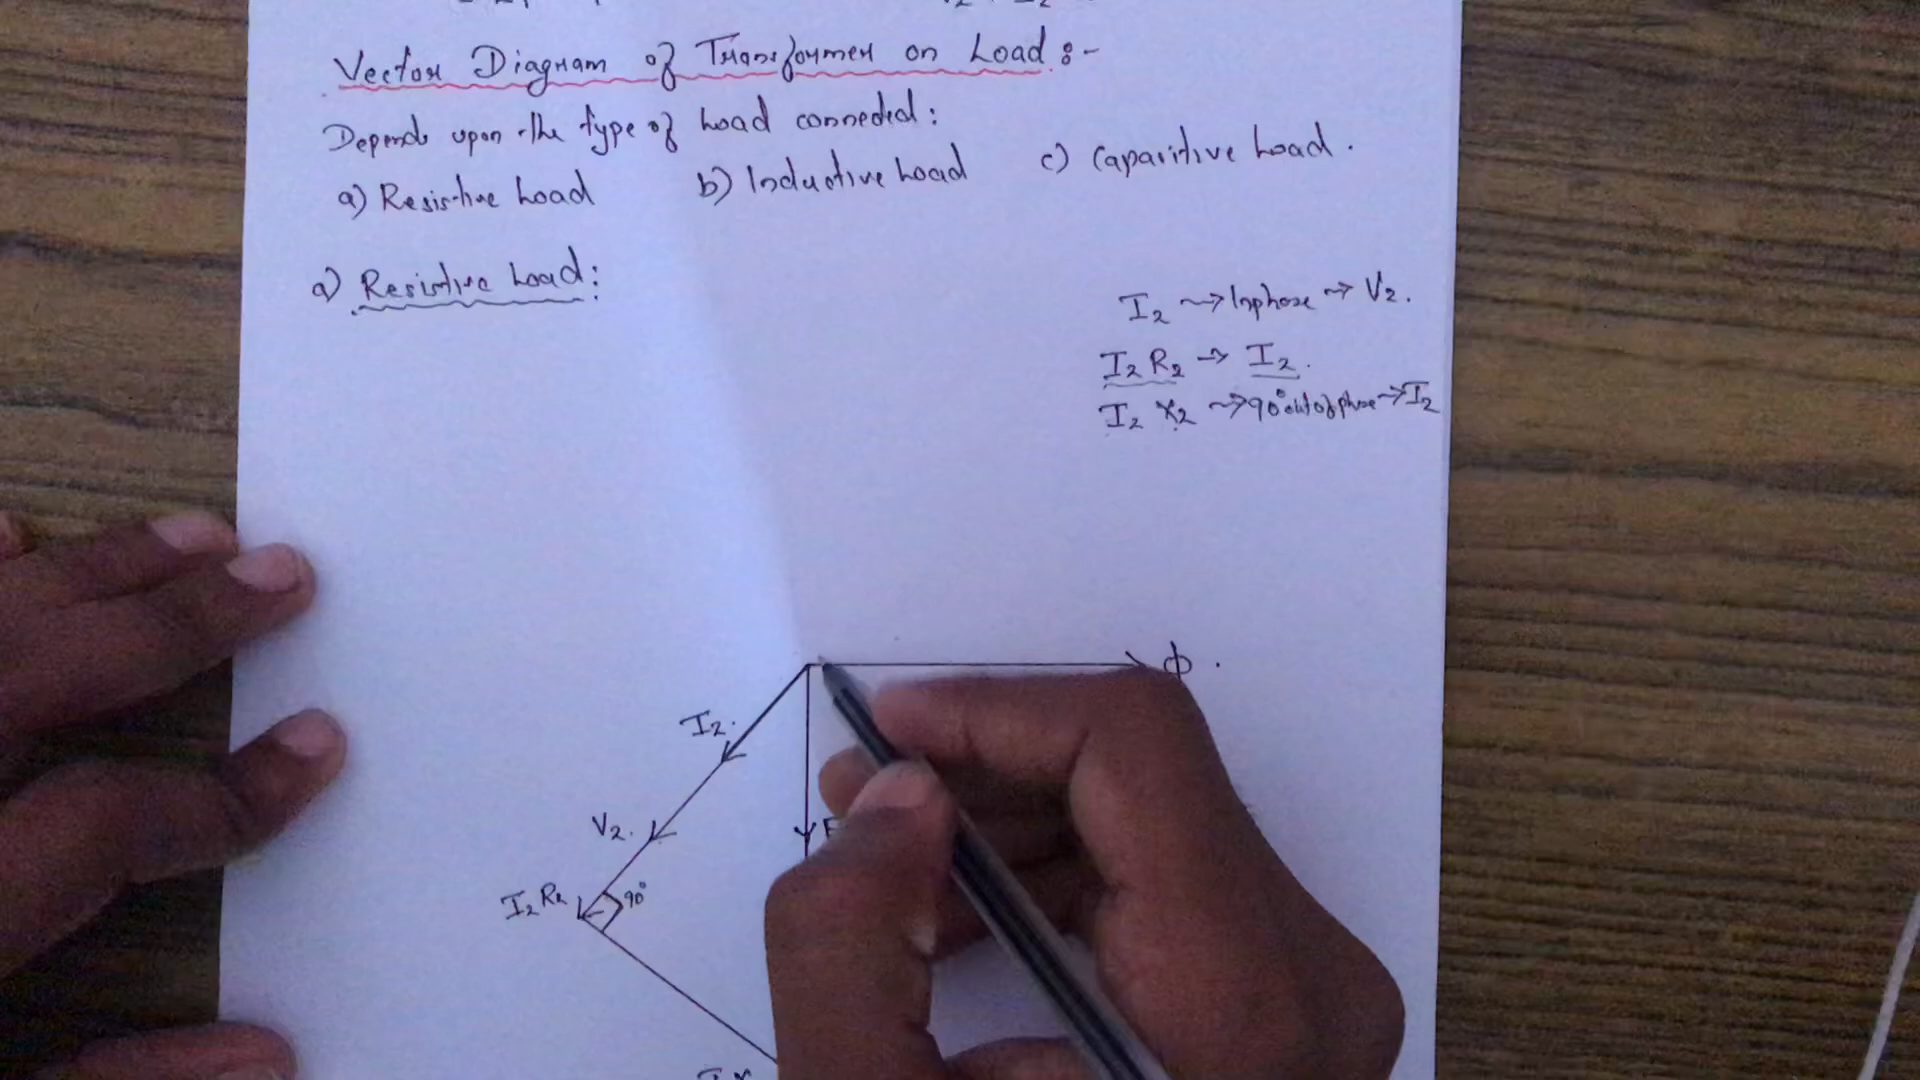 Vector Diagram of Transformer on Load :-
Depends upon the type of Load connected :
a) Resistive Load b) Inductive Load c) Capacitive Load .
a) Resistive Load :
I2 → Inphase → V2 .
I2 R2 → I2 .
I2 X2 → 90° out of phase → I2
ϕ .
I2 .
V2 .
I2 R2
90°